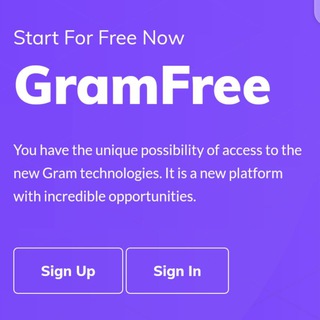 Start For Free Now
GramFree
You have the unique possibility of access to the
new Gram technologies. It is a new platform
with incredible opportunities.
Sign Up
Sign In